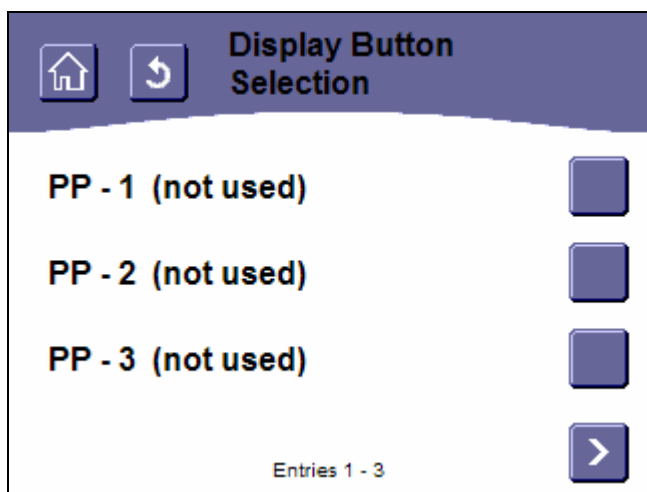 Display Button
Selection
PP - 1 (not used)
PP - 2 (not used)
PP - 3 (not used)
Entries 1 - 3